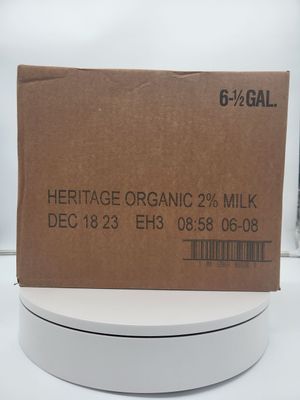 6-½ GAL.
HERITAGE ORGANIC 2% MILK
DEC 18 23 EH3 08:58 06-08